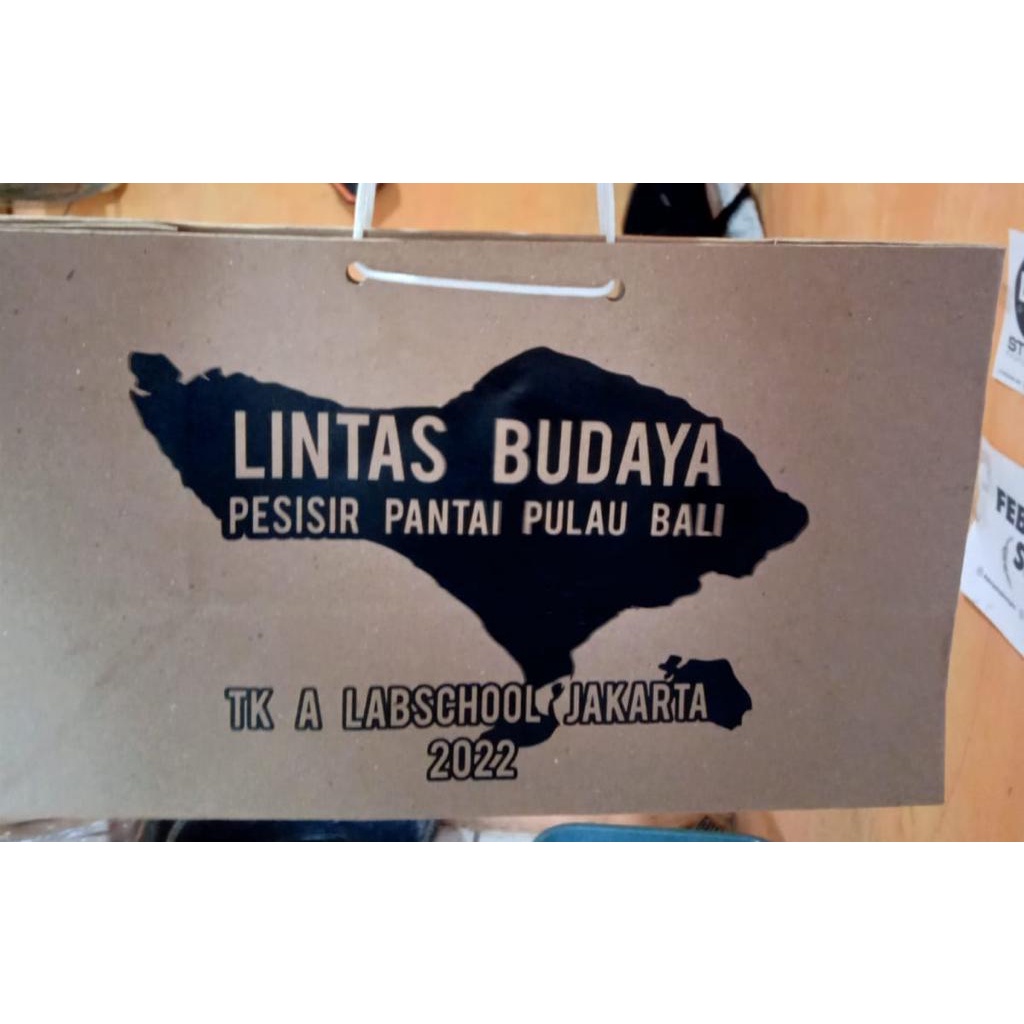 LINTAS BUDAYA
PESISIR PANTAI PULAU BALI
TK A LABSCHOOL JAKARTA
2022